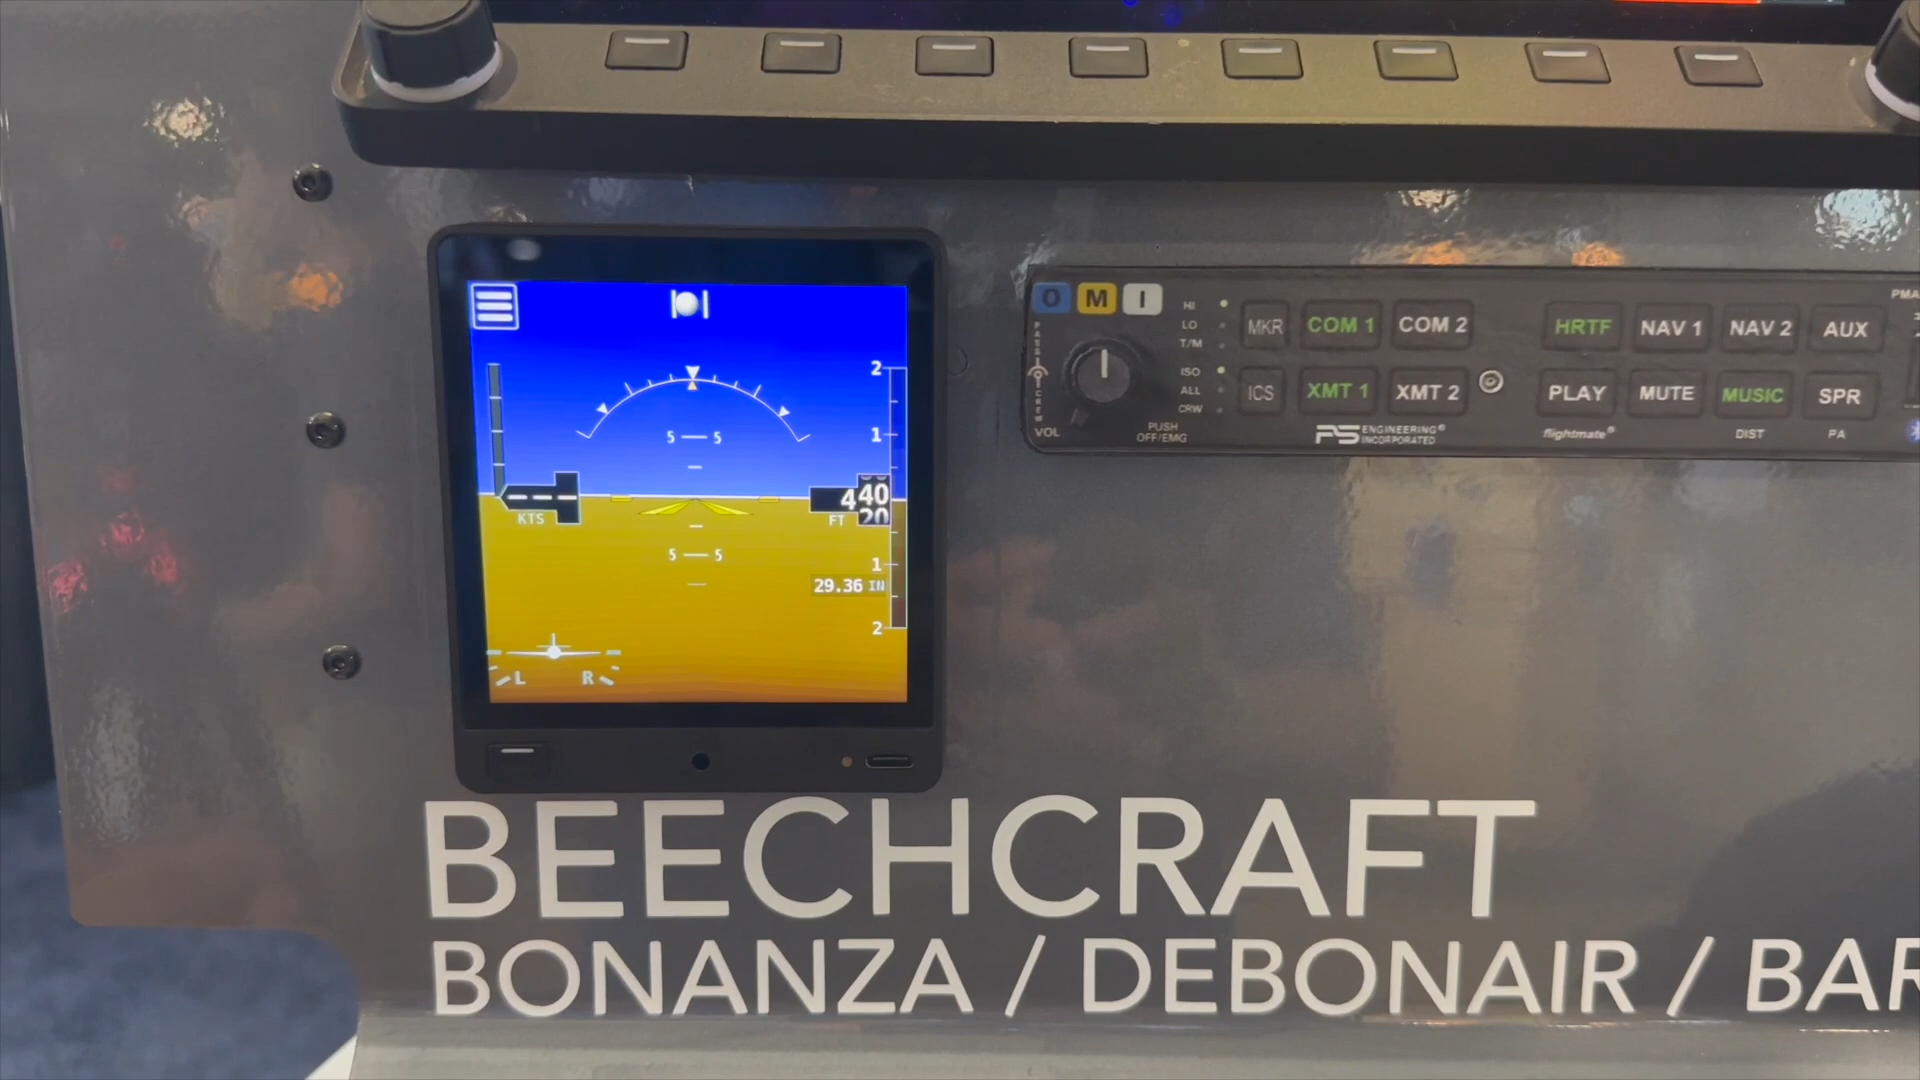 2
1
5 5
440
20
KTS
FT
5 5
1
29.36 IN
2
L R
O M I
HI
LO
T/M
ISO
ALL
CRW
PASSIVE CREW
VOL
PUSH
OFF/EMG
MKR COM 1 COM 2
ICS XMT 1 XMT 2
PS ENGINEERING®
INCORPORATED
HRTF NAV 1 NAV 2 AUX
PLAY MUTE MUSIC SPR
flightmate® DIST PA
PMA
BEECHCRAFT
BONANZA / DEBONAIR / BAR